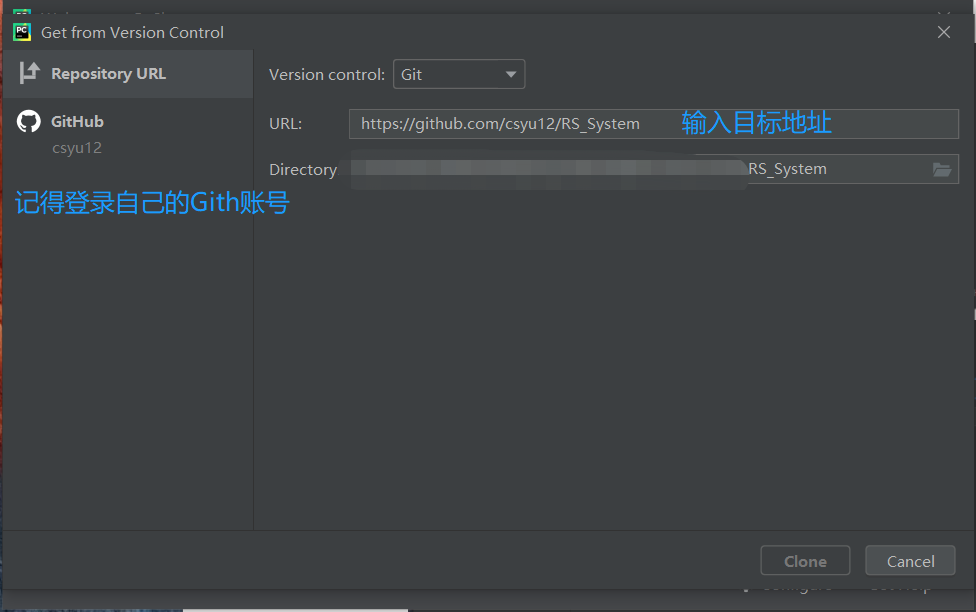 Get from Version Control
Repository URL
Version control: Git
GitHub
csyu12
URL: https://github.com/csyu12/RS_System 输入目标地址
Directory RS_System
记得登录自己的Gith账号
Clone Cancel